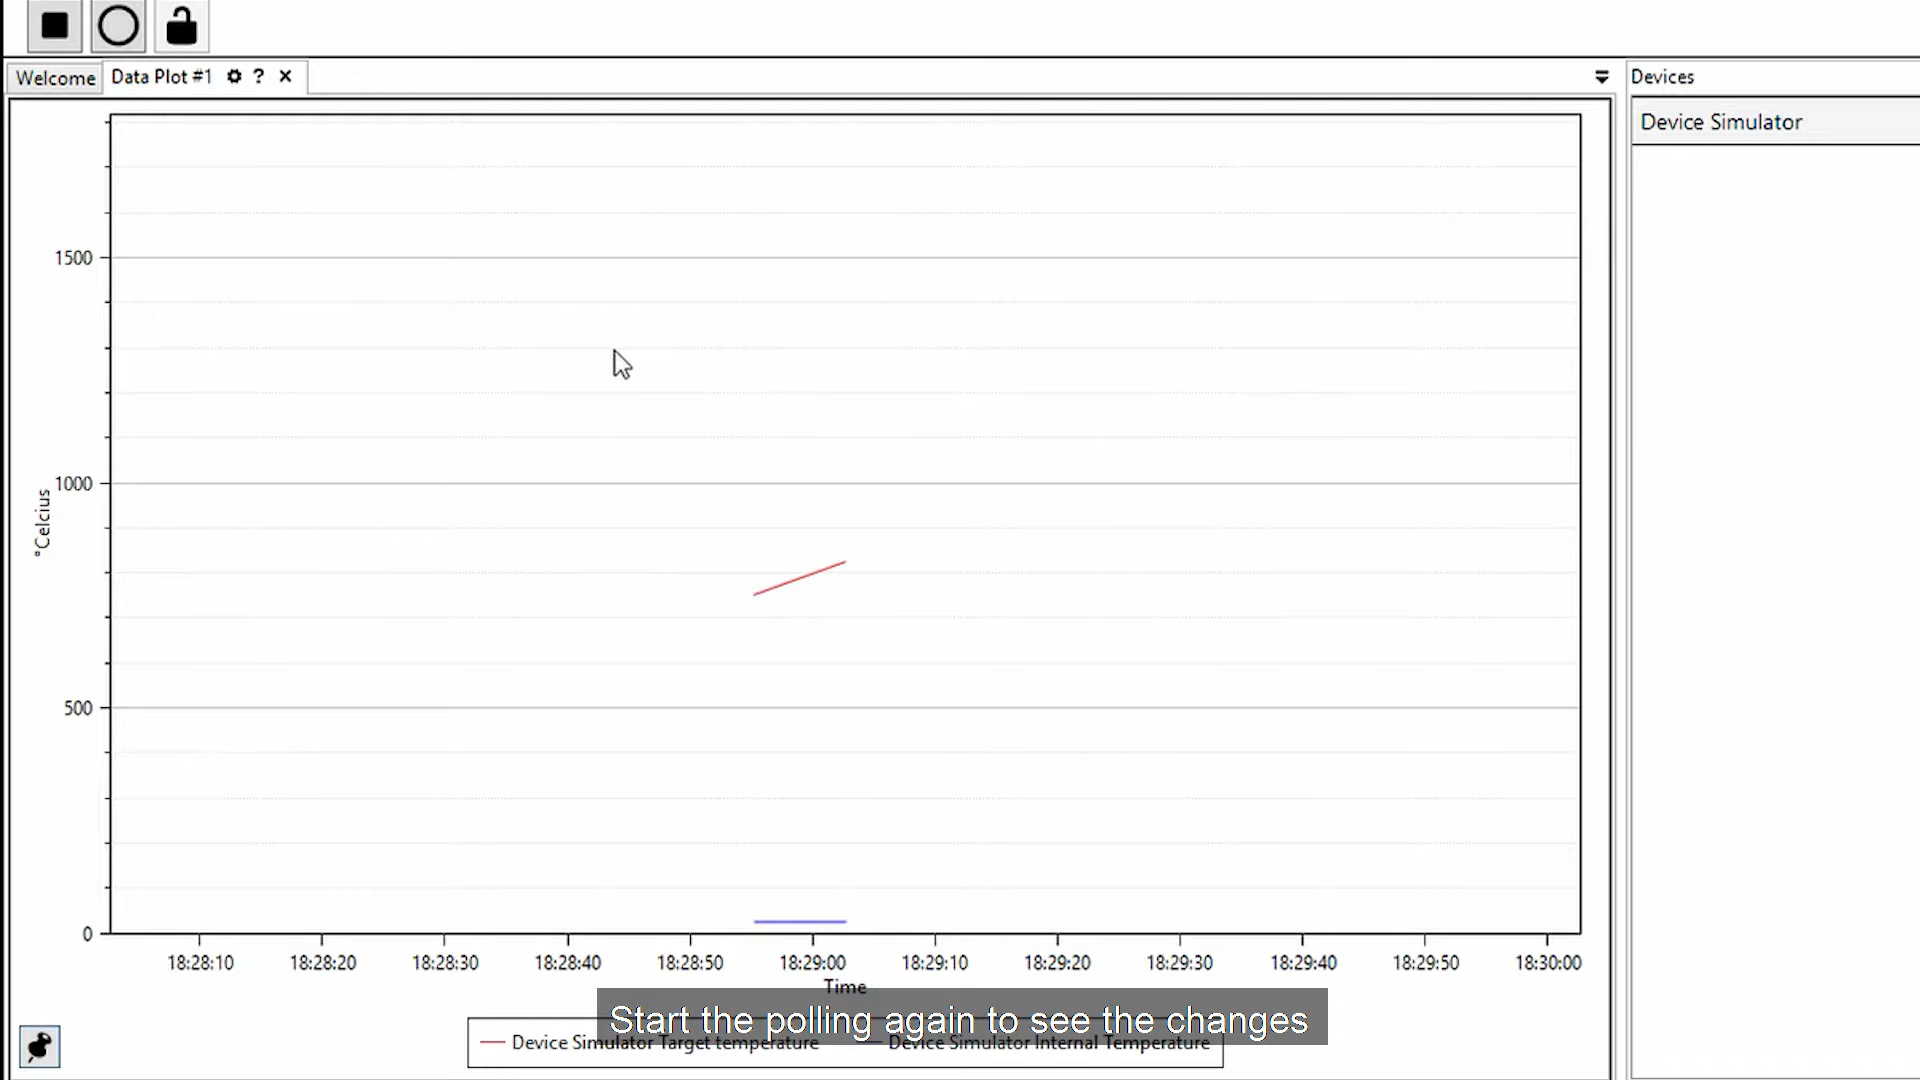 Welcome
Data Plot #1
?
Devices
Device Simulator
1500
1000
500
0
°Celcius
18:28:10
18:28:20
18:28:30
18:28:40
18:28:50
18:29:00
18:29:10
18:29:20
18:29:30
18:29:40
18:29:50
18:30:00
Time
Start the polling again to see the changes
Device Simulator Target temperature
Device Simulator Internal Temperature